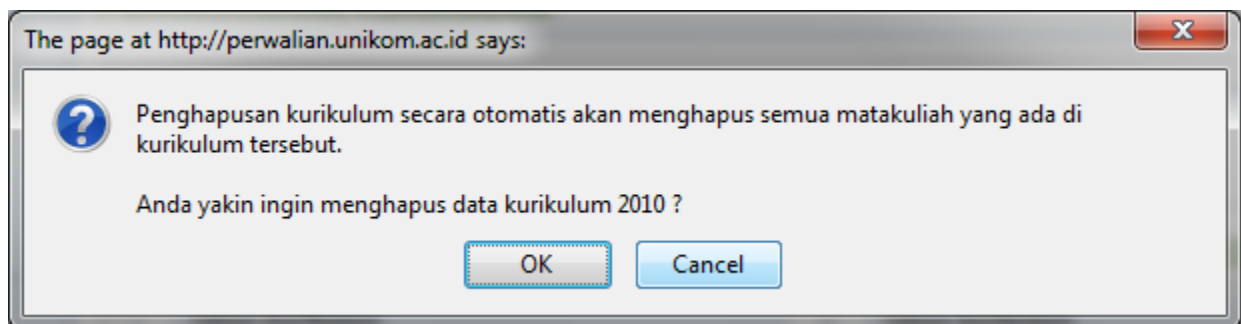 The page at http://perwalian.unikom.ac.id says:
Penghapusan kurikulum secara otomatis akan menghapus semua matakuliah yang ada di
kurikulum tersebut.
Anda yakin ingin menghapus data kurikulum 2010 ?
OK
Cancel